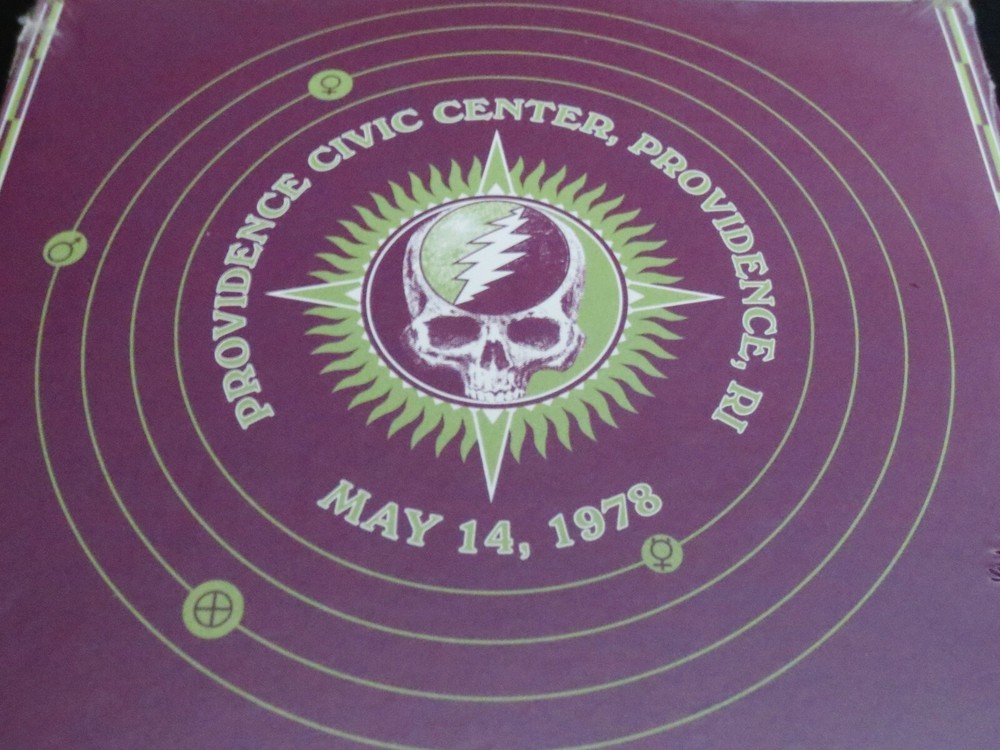 PROVIDENCE CIVIC CENTER, PROVIDENCE, RI
MAY 14, 1978